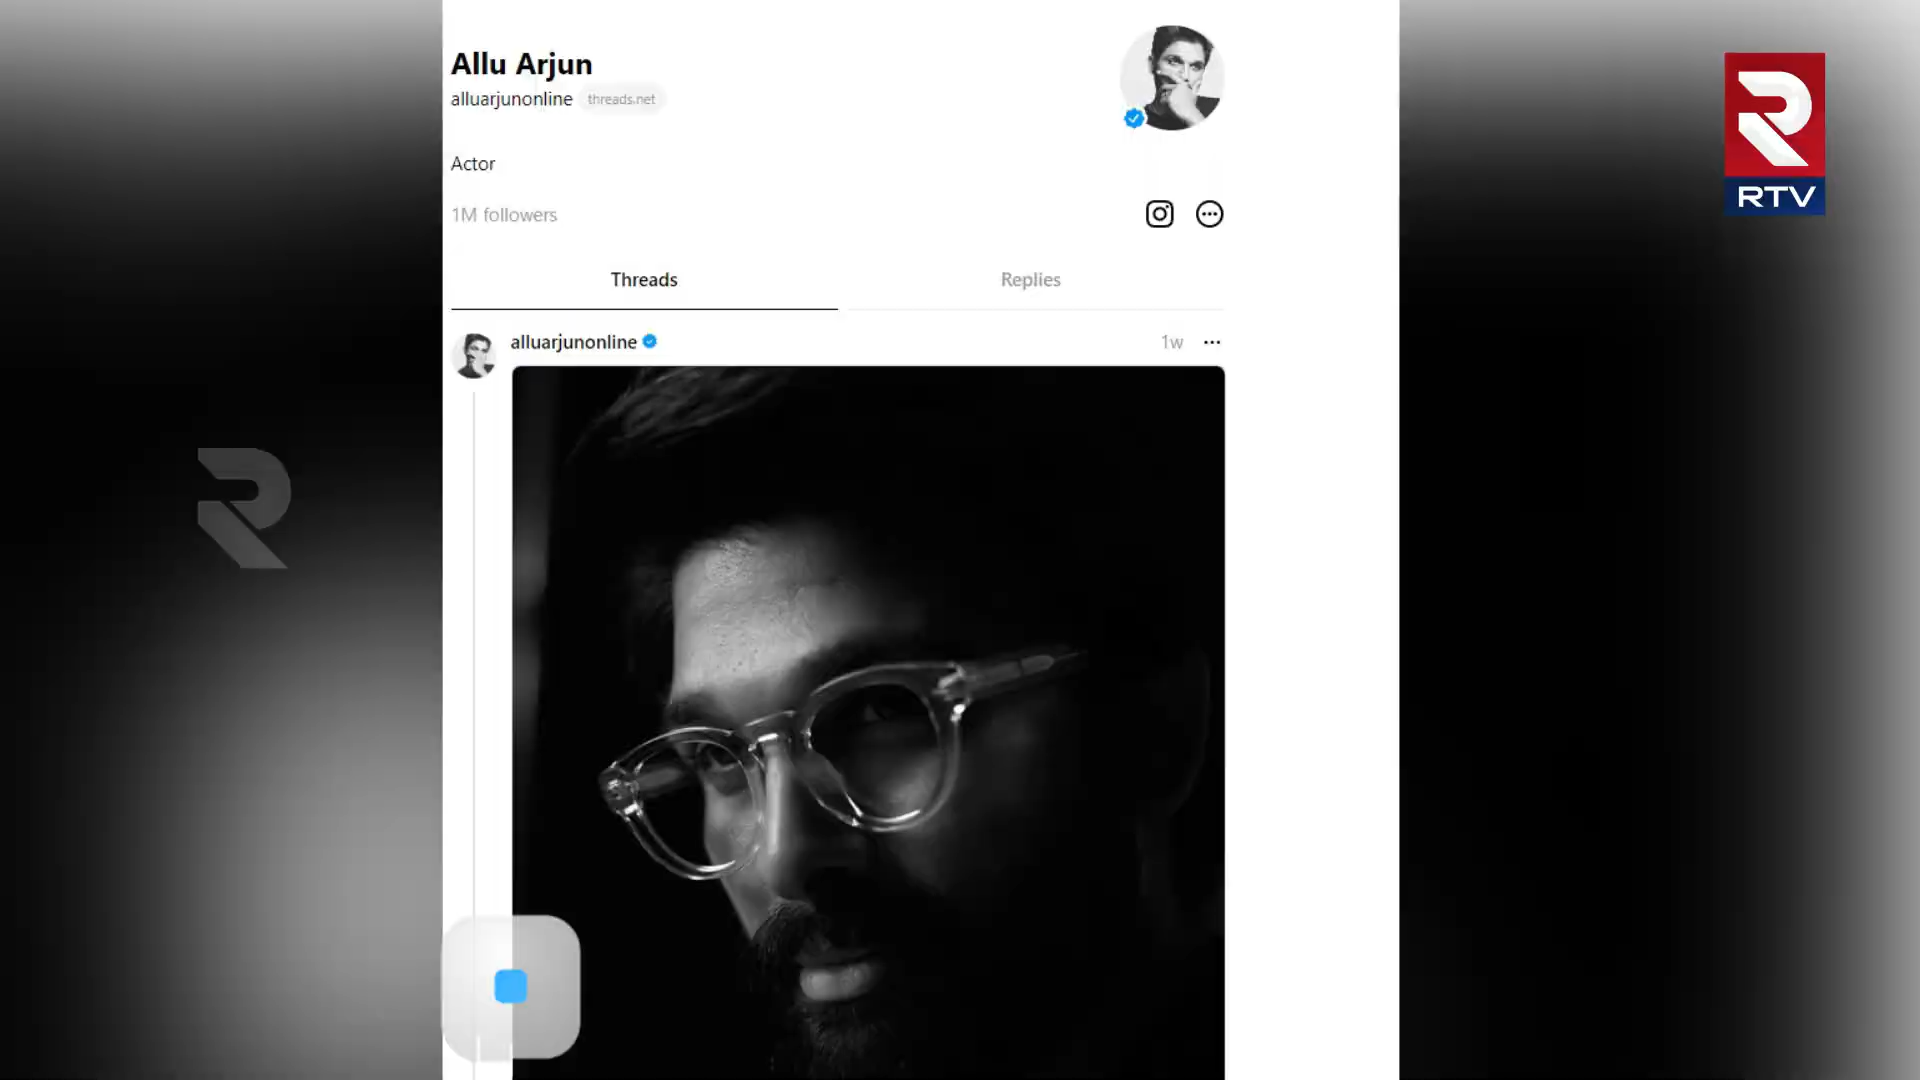 Allu Arjun
alluarjunonline threads.net
Actor
1M followers
Threads Replies
alluarjunonline 1w
RTV